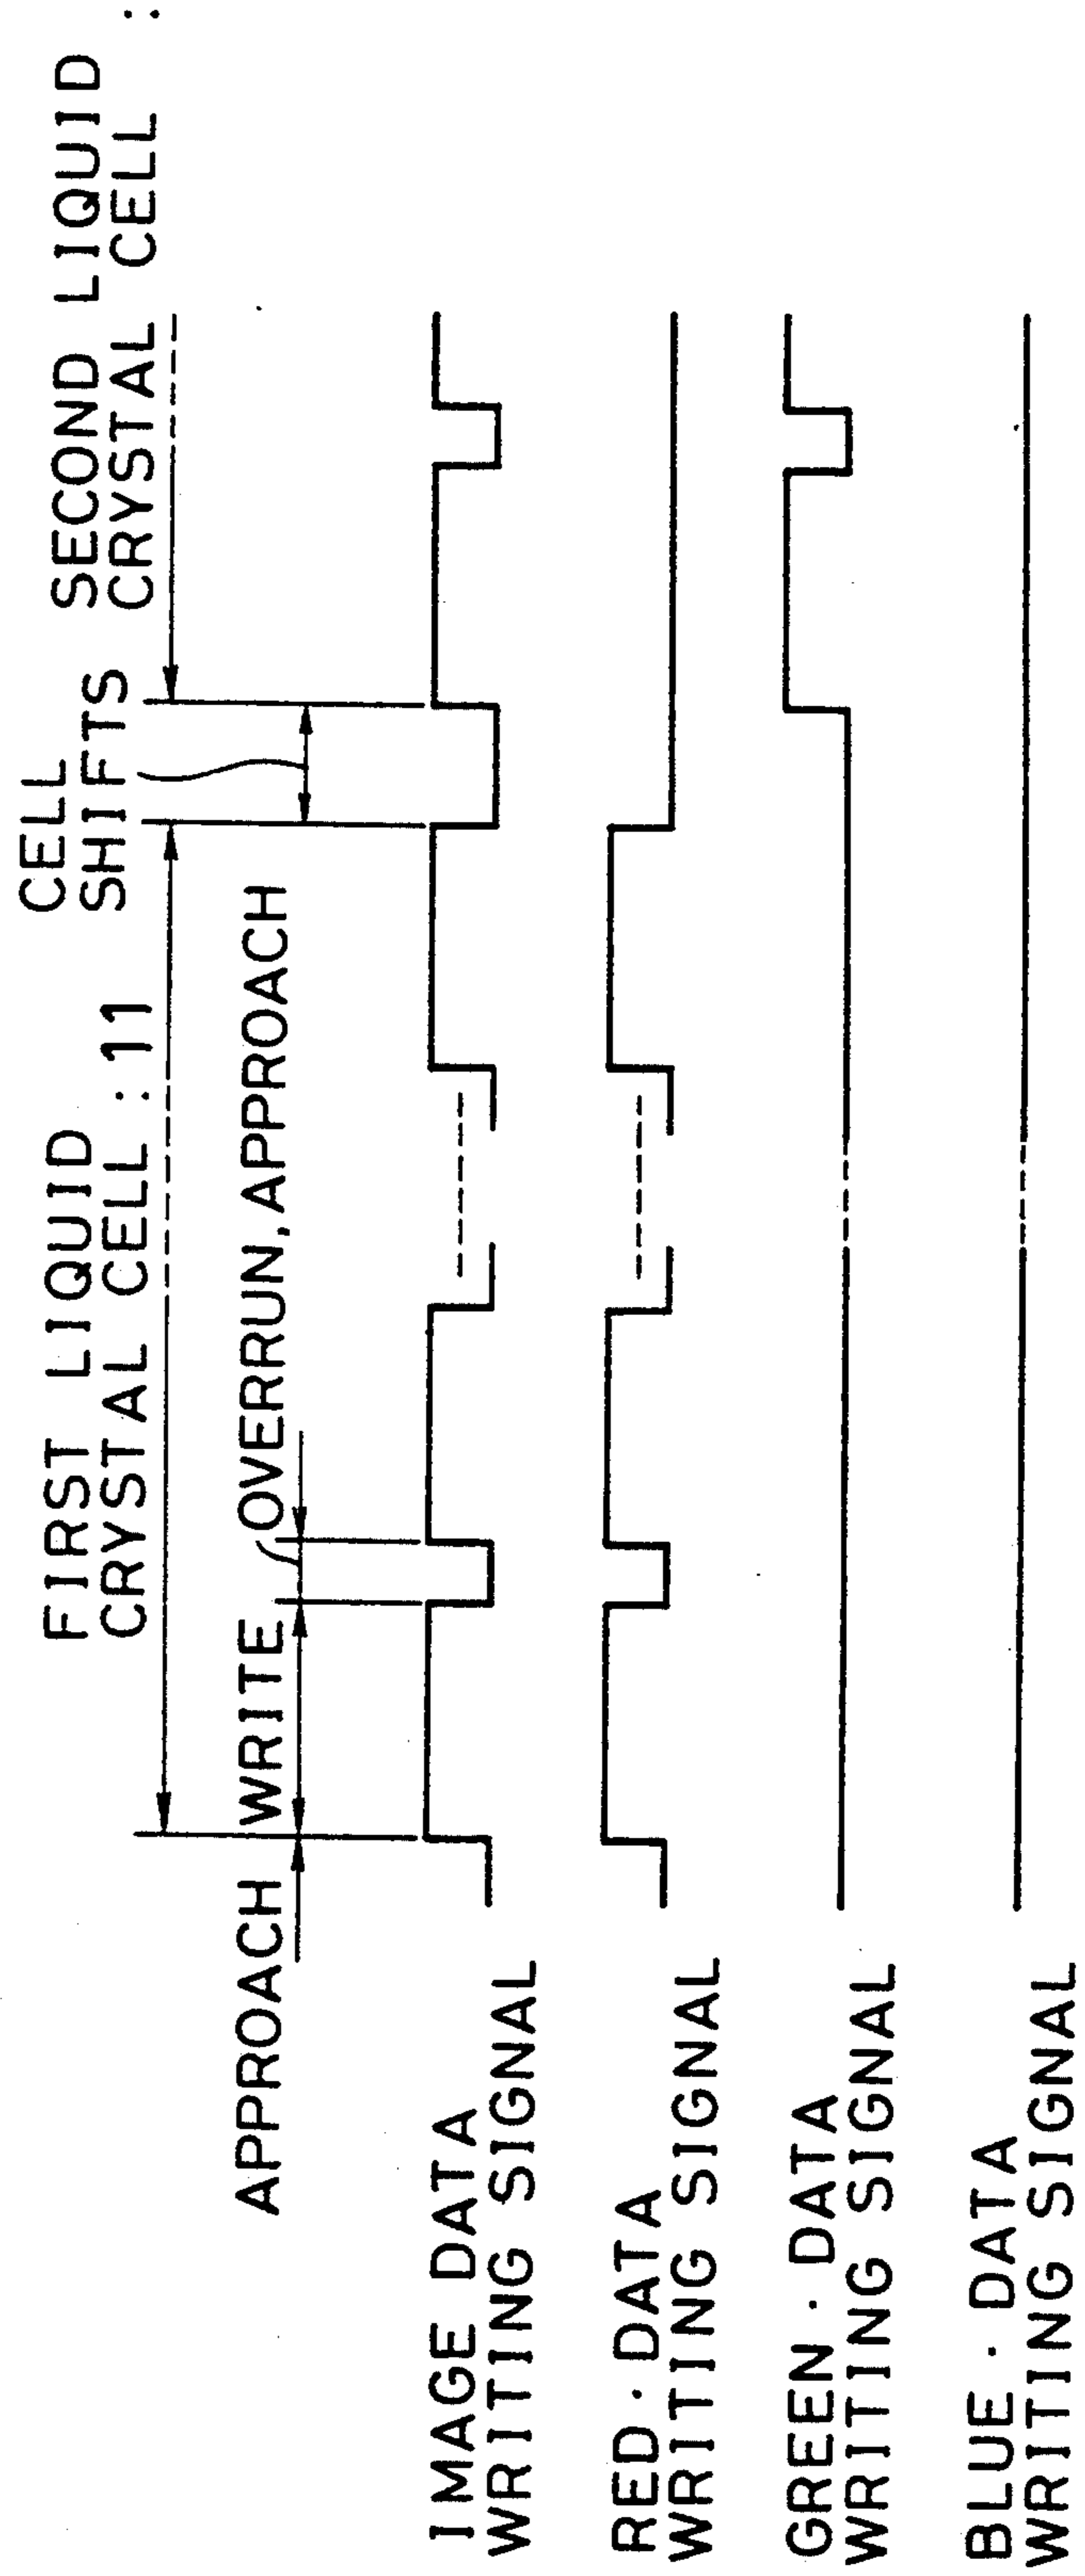 FIRST LIQUID
CRYSTAL CELL : 11
CELL
SHIFTS
SECOND LIQUID
CRYSTAL CELL :
APPROACH
WRITE
OVERRUN, APPROACH
IMAGE DATA
WRITING SIGNAL
RED · DATA
WRITING SIGNAL
GREEN · DATA
WRITING SIGNAL
BLUE · DATA
WRITING SIGNAL